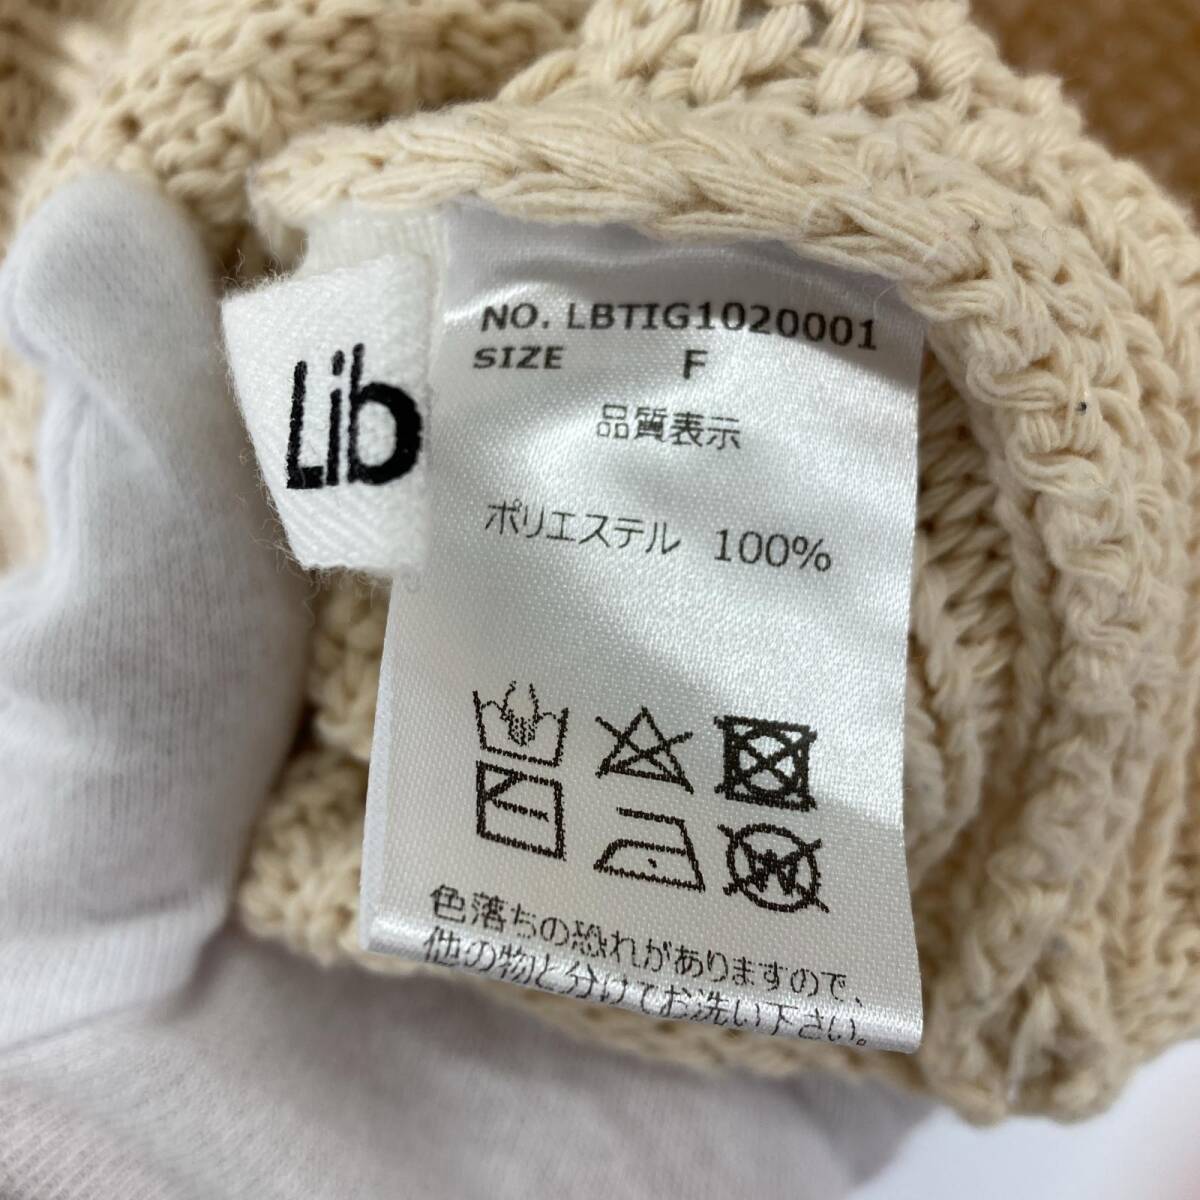 Lib
NO. LBTIG1020001
SIZE F
品質表示
ポリエステル 100%
色落ちの恐れがありますので、
他の物と分けてお洗い下さい。